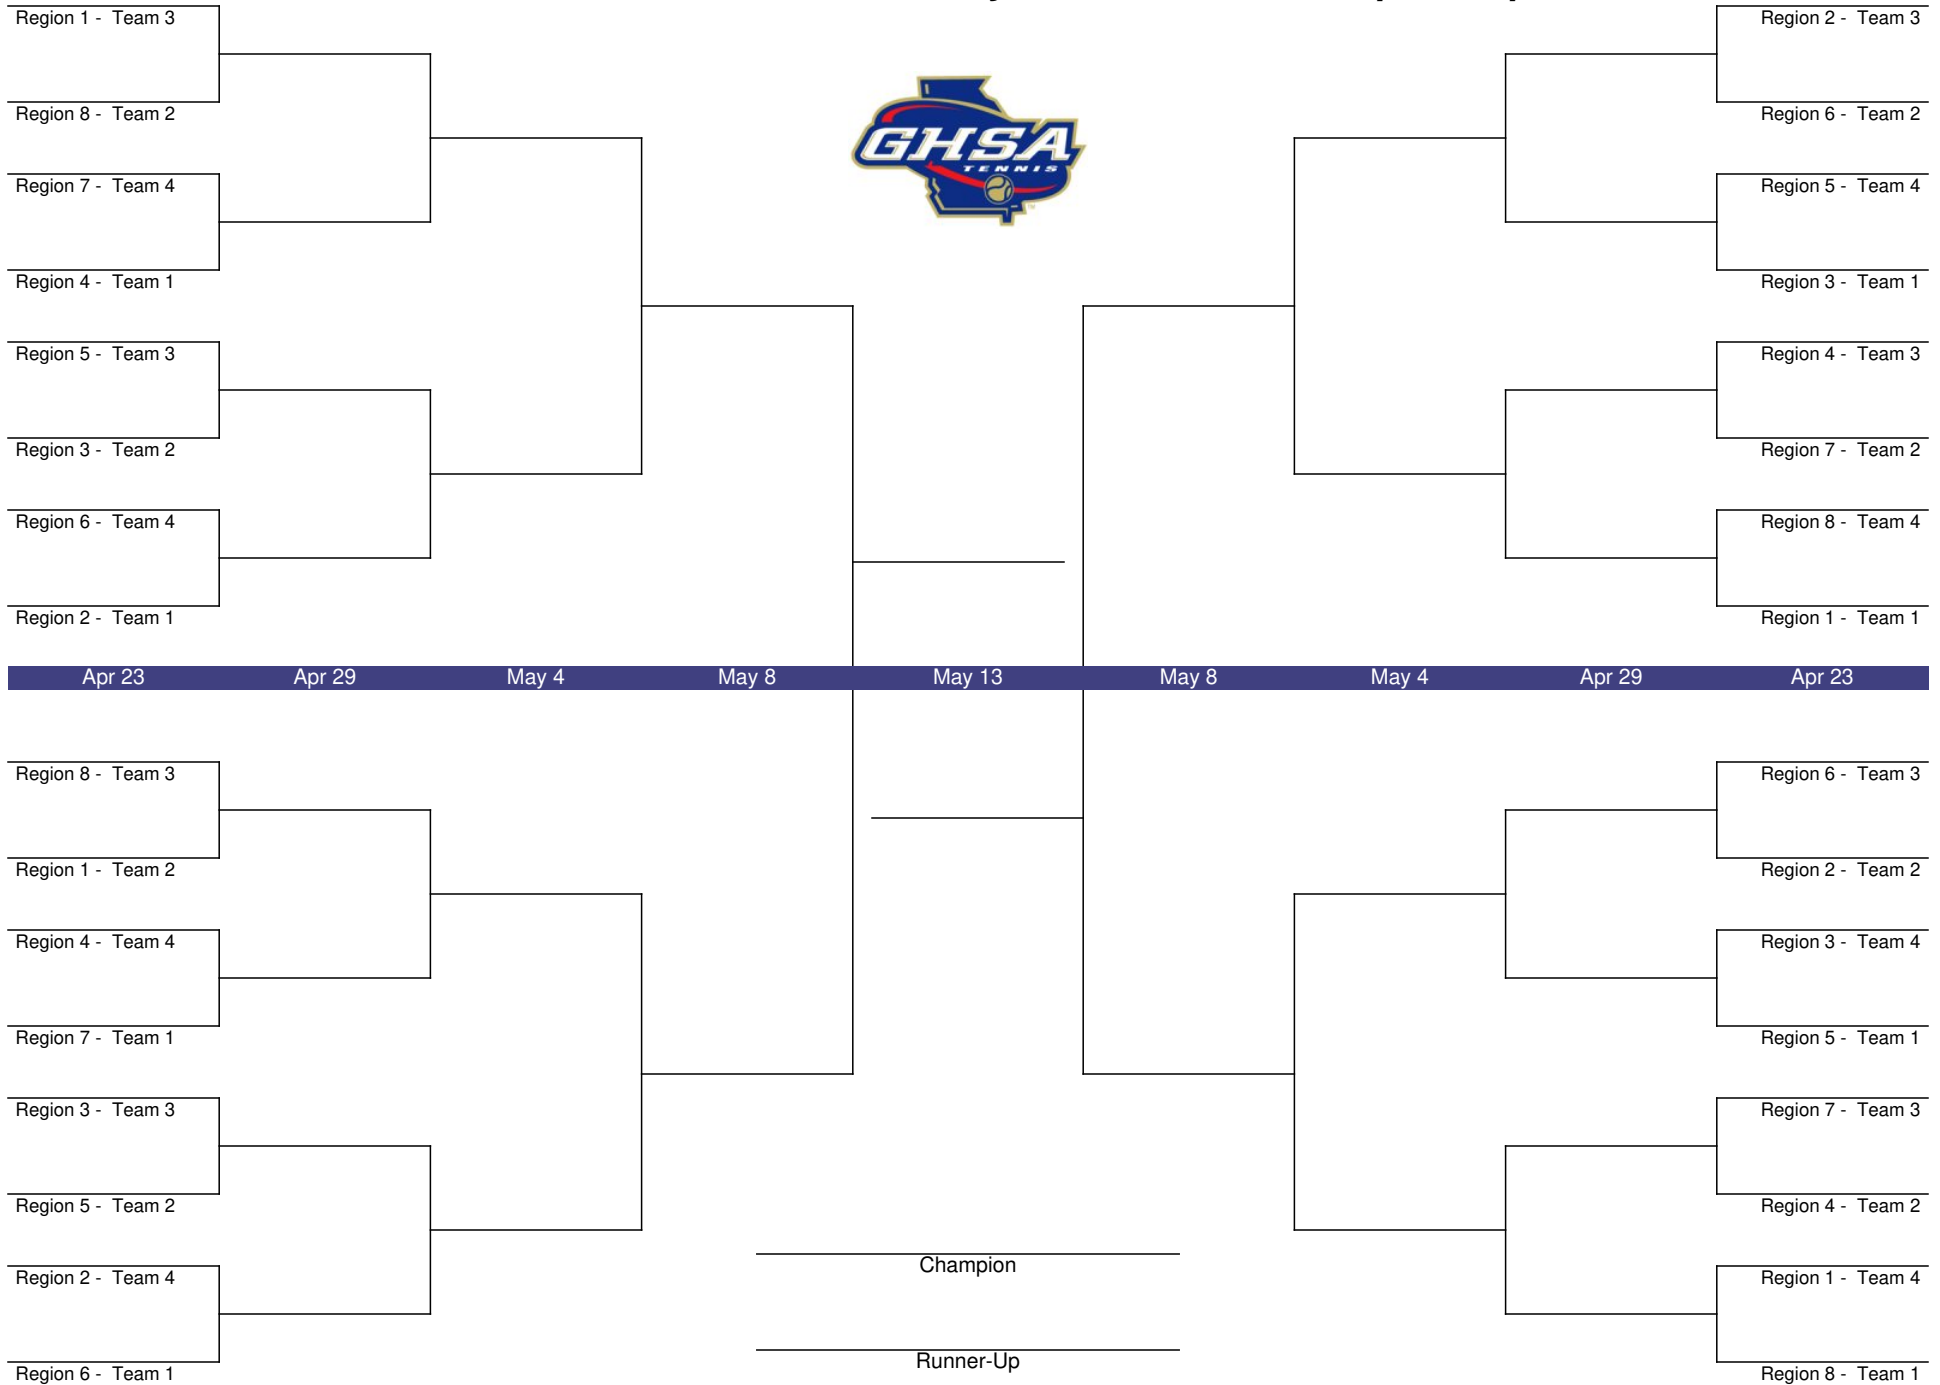 Region 1 - Team 3
Region 8 - Team 2
Region 7 - Team 4
Region 4 - Team 1
Region 5 - Team 3
Region 3 - Team 2
Region 6 - Team 4
Region 2 - Team 1
GHSA
TENNIS
Region 2 - Team 3
Region 6 - Team 2
Region 5 - Team 4
Region 3 - Team 1
Region 4 - Team 3
Region 7 - Team 2
Region 8 - Team 4
Region 1 - Team 1
Apr 23 Apr 29 May 4 May 8 May 13 May 8 May 4 Apr 29 Apr 23
Region 8 - Team 3
Region 1 - Team 2
Region 4 - Team 4
Region 7 - Team 1
Region 3 - Team 3
Region 5 - Team 2
Region 2 - Team 4
Region 6 - Team 1
Champion
Runner-Up
Region 6 - Team 3
Region 2 - Team 2
Region 3 - Team 4
Region 5 - Team 1
Region 7 - Team 3
Region 4 - Team 2
Region 1 - Team 4
Region 8 - Team 1